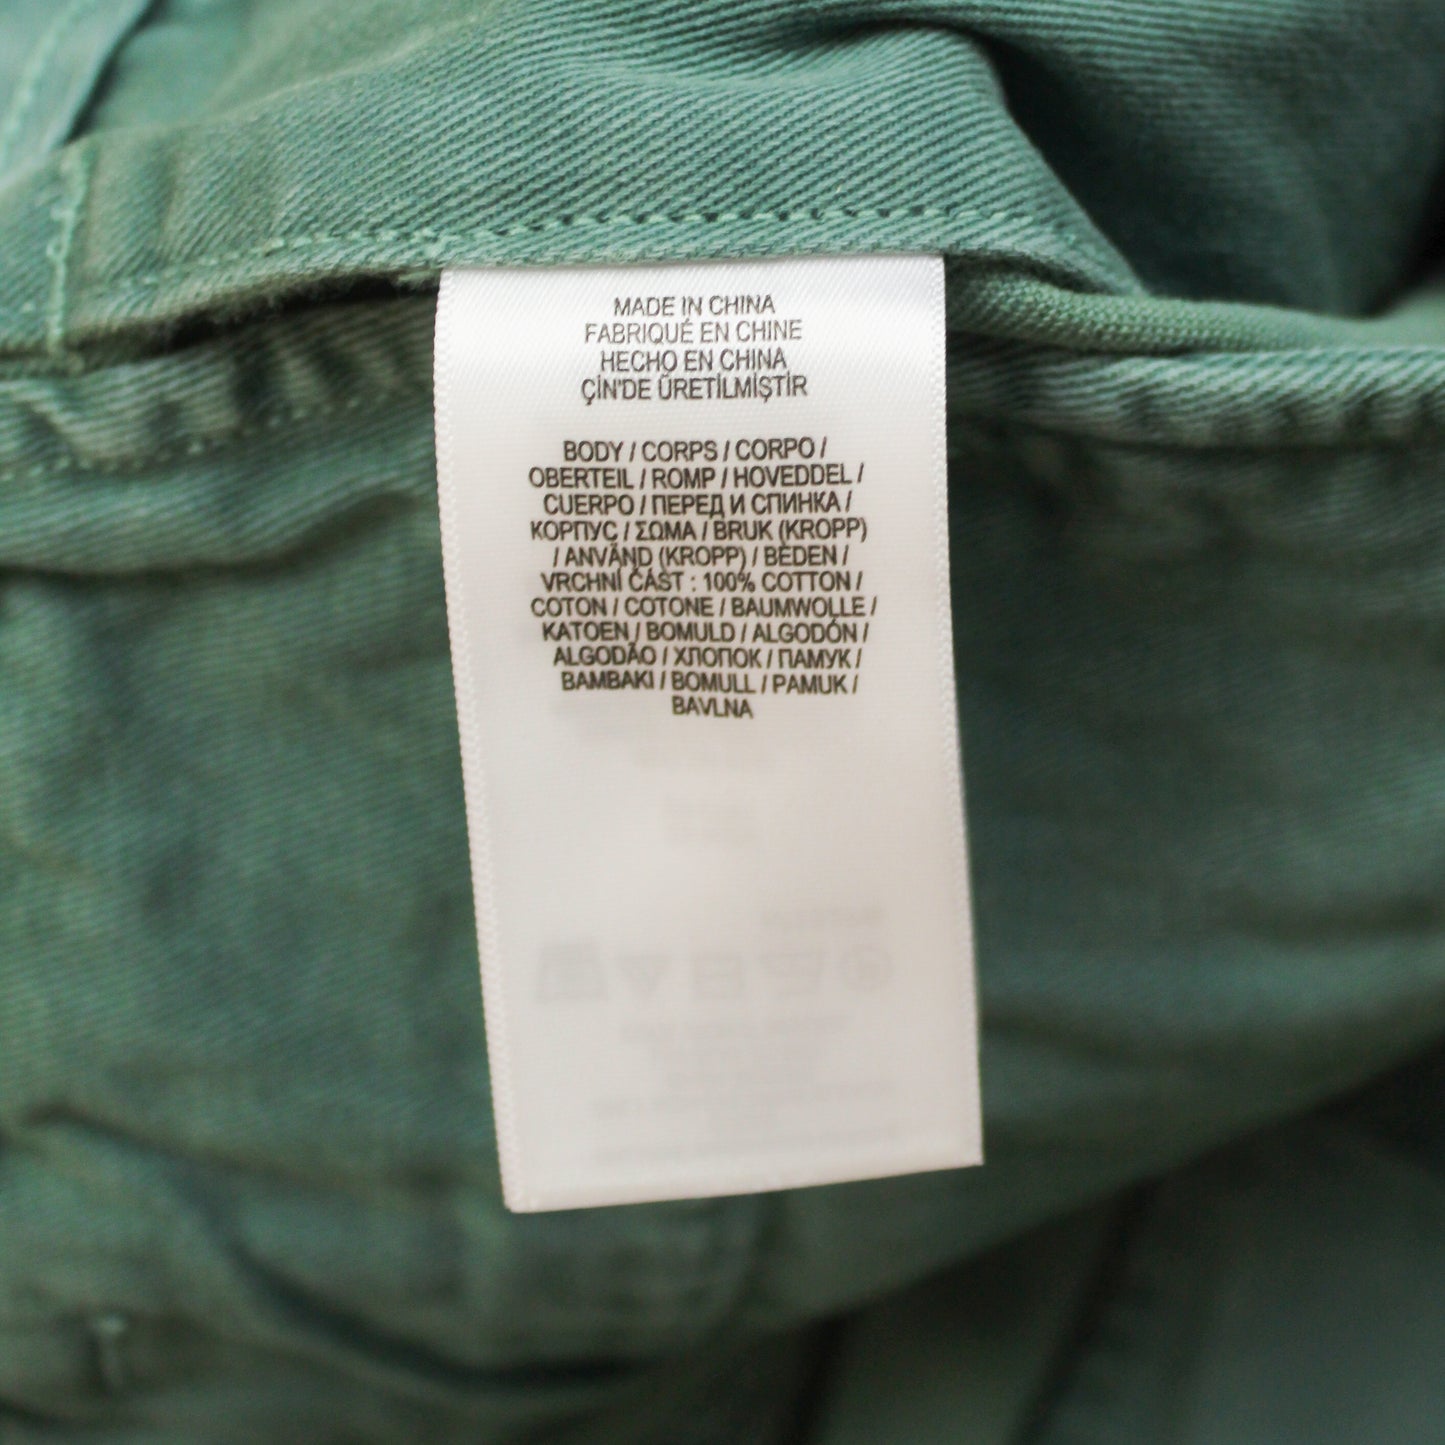 MADE IN CHINA
FABRIQUÉ EN CHINE
HECHO EN CHINA
ÇİN'DE ÜRETİLMİŞTİR
BODY / CORPS / CORPO /
OBERTEIL / ROMP / HOVEDDEL /
CUERPO / ПЕРЕД И СПИНКА /
КОРПУС / ΣΩΜΑ / BRUK (KROPP)
/ ANVÄND (KROPP) / BEDEN /
VRCHNÍ ČÁST : 100% COTTON /
COTON / COTONE / BAUMWOLLE /
KATOEN / BOMULD / ALGODÓN /
ALGODÃO / ХЛОПОК / ПАМУК /
BAMBAKI / BOMULL / PAMUK /
BAVLNA